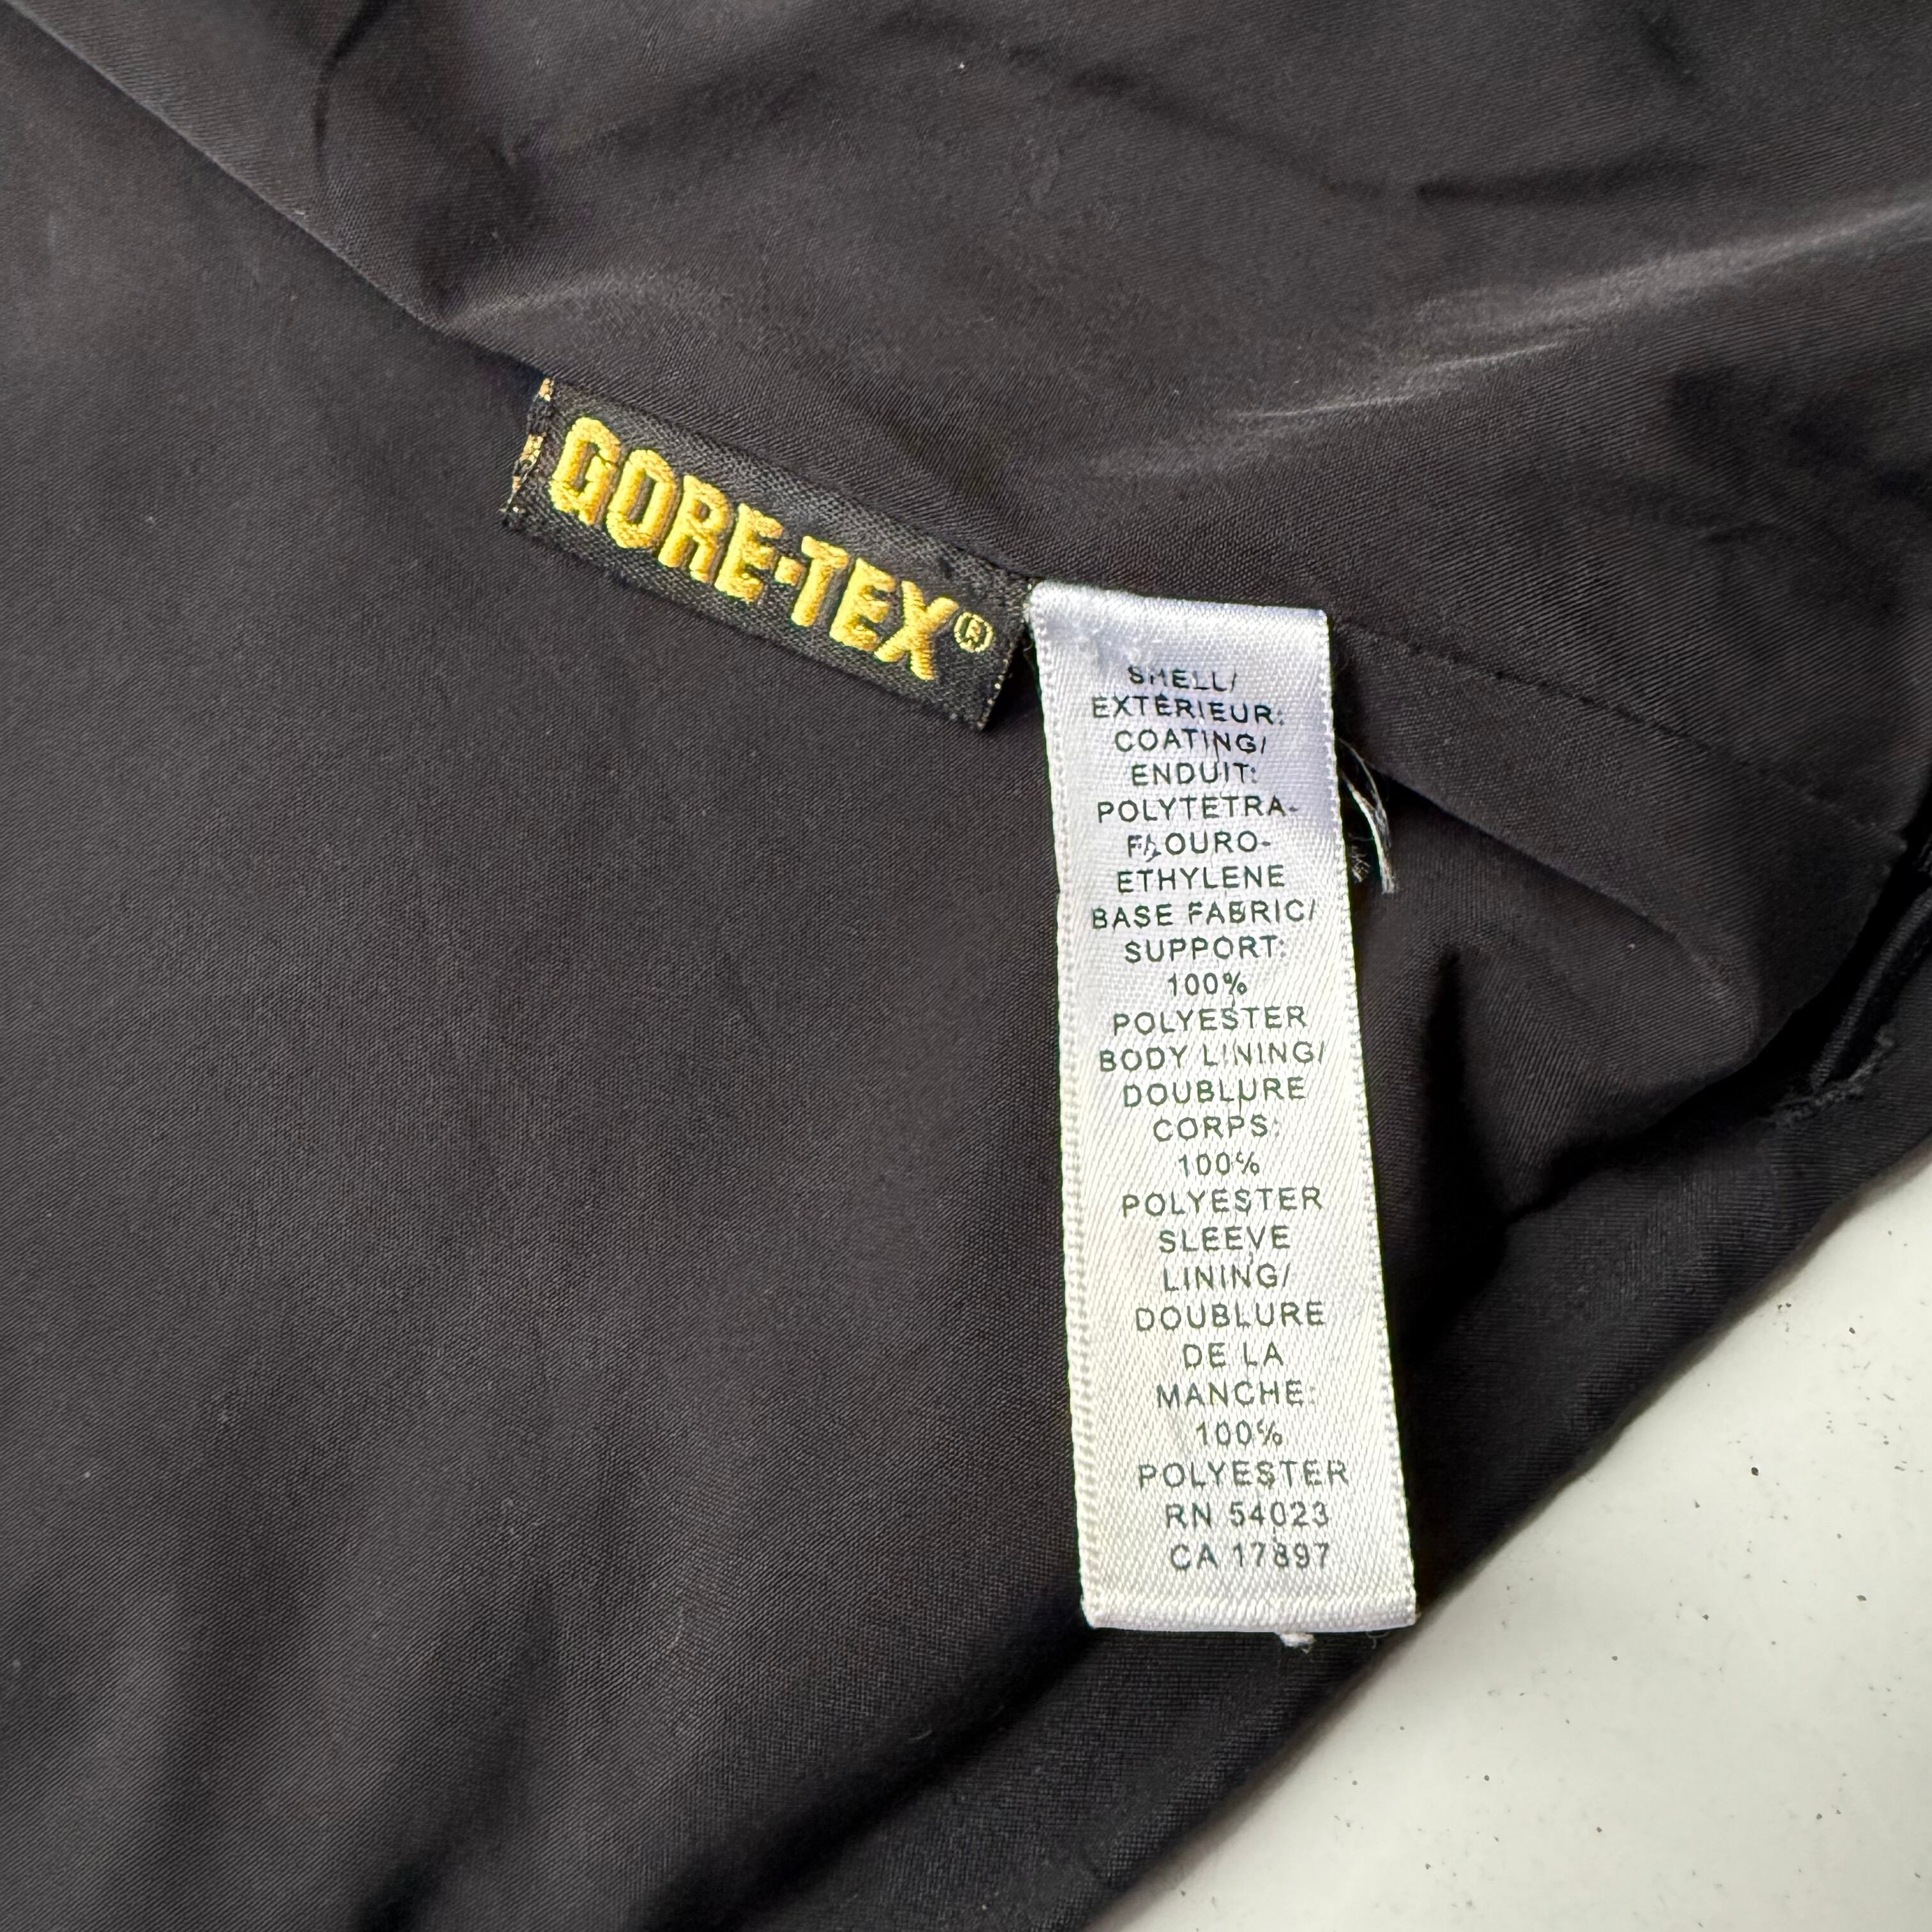 GORE-TEX®
SHELL/
EXTÉRIEUR:
COATING/
ENDUIT:
POLYTETRA-
FLOURO-
ETHYLENE
BASE FABRIC/
SUPPORT:
100%
POLYESTER
BODY LINING/
DOUBLURE
CORPS:
100%
POLYESTER
SLEEVE
LINING/
DOUBLURE
DE LA
MANCHE:
100%
POLYESTER
RN 54023
CA 17897